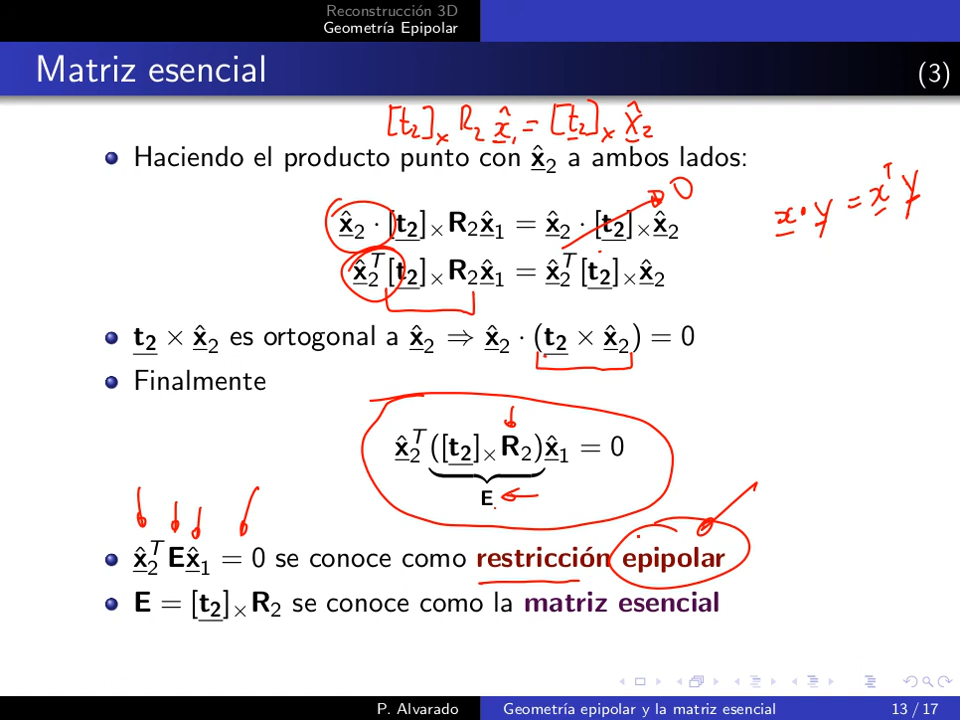 Reconstrucción 3D
Geometría Epipolar
Matriz esencial (3)
[t₂]ₓ R₂ x̂₁ = [t₂]ₓ x̂₂
Haciendo el producto punto con x̂₂ a ambos lados:
x̂₂ · [t₂]ₓR₂x̂₁ = x̂₂ · [t₂]ₓx̂₂ 0
x · y = xᵀy
x̂₂ᵀ[t₂]ₓR₂x̂₁ = x̂₂ᵀ[t₂]ₓx̂₂
t₂ × x̂₂ es ortogonal a x̂₂ ⇒ x̂₂ · (t₂ × x̂₂) = 0
Finalmente
x̂₂ᵀ([t₂]ₓR₂)x̂₁ = 0
E
x̂₂ᵀEx̂₁ = 0 se conoce como restricción epipolar
E = [t₂]ₓR₂ se conoce como la matriz esencial
P. Alvarado Geometría epipolar y la matriz esencial 13 / 17